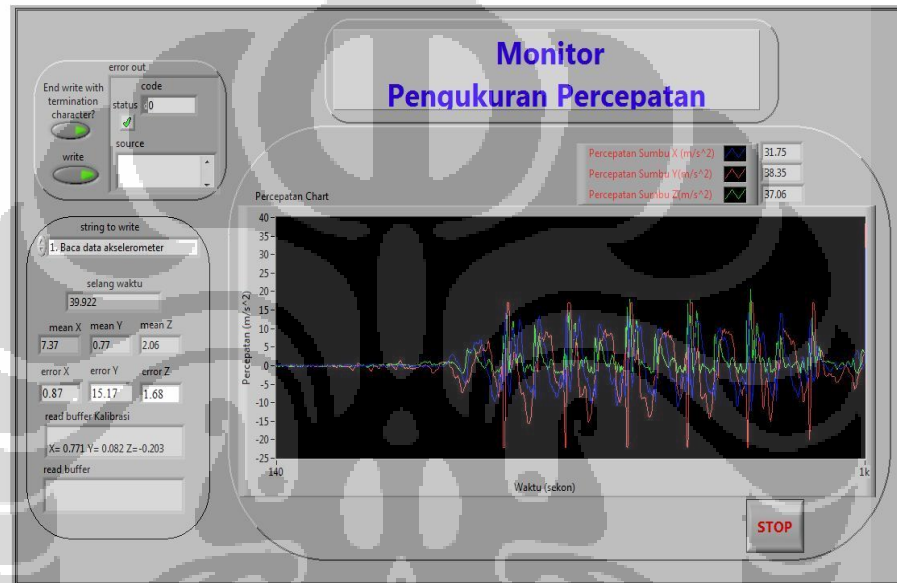 Monitor
Pengukuran Percepatan
error out
End write with
termination
character?
code
status
0
write
source
Percepatan Sumbu X (m/s^2)
31.75
Percepatan Sumbu Y(m/s^2)
38.35
Percepatan Sumbu Z(m/s^2)
37.06
string to write
1. Baca data akselerometer
selang waktu
39.922
mean X mean Y mean Z
7.37 0.77 2.06
error X error Y error Z
0.87 15.17 1.68
read buffer Kalibrasi
X= 0.771 Y= 0.082 Z=-0.203
read buffer
Percepatan Chart
Percepatan (m/s^2)
40
35
30
25
20
15
10
5
0
-5
-10
-15
-20
-25
140
1k
Waktu (sekon)
STOP